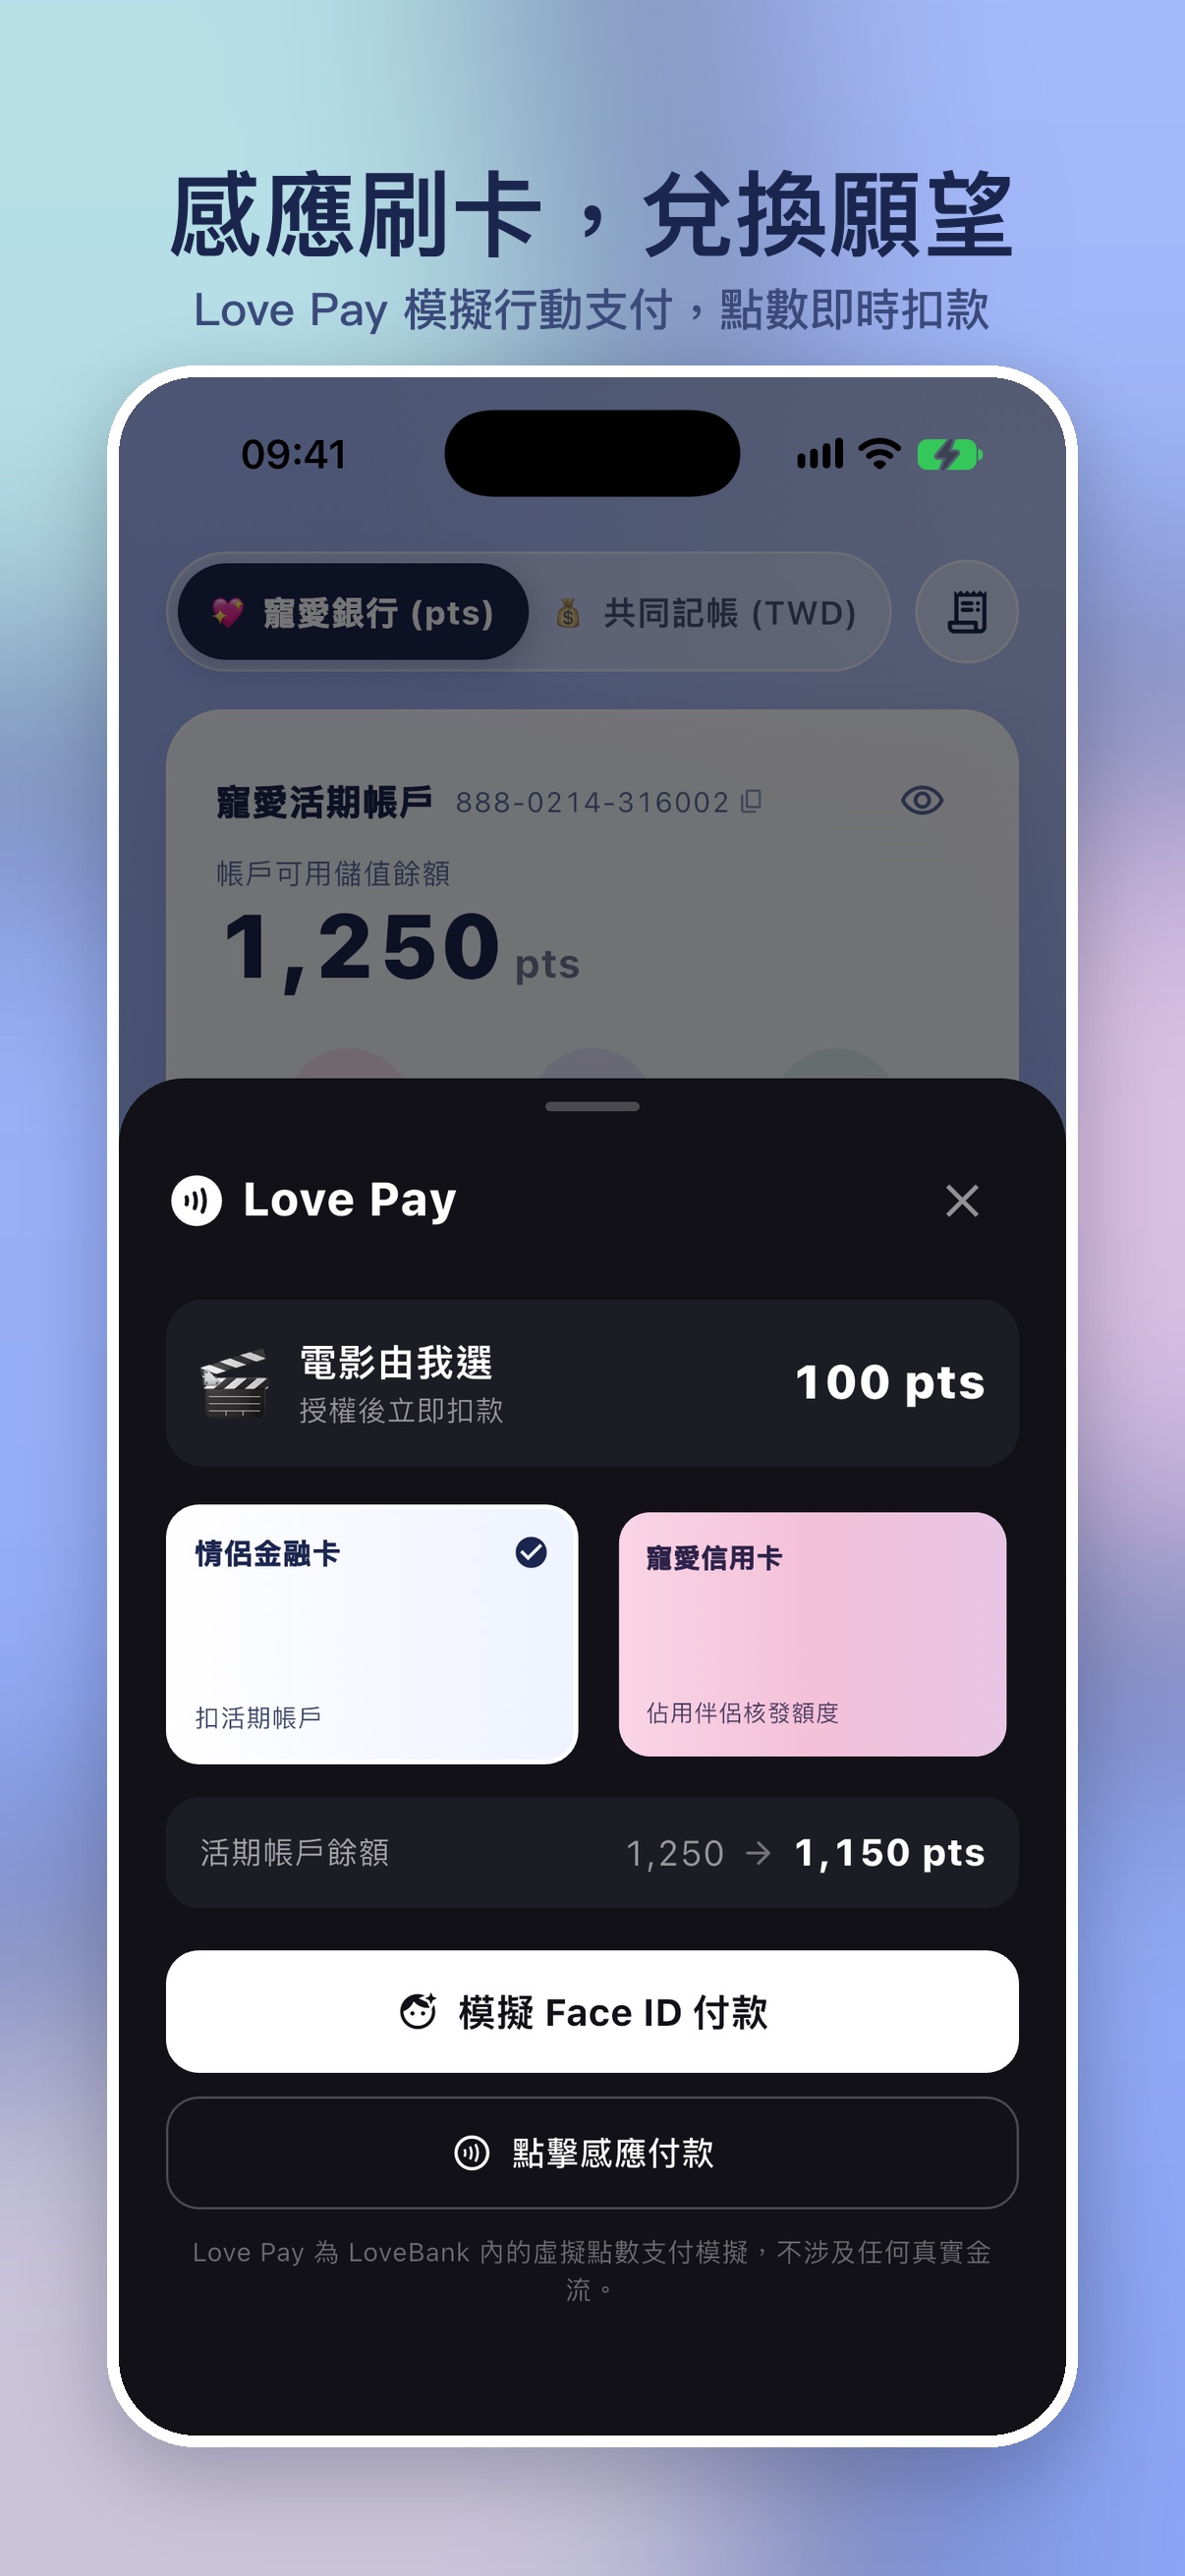 感應刷卡，兌換願望
Love Pay 模擬行動支付，點數即時扣款
09:41
💖 寵愛銀行 (pts)
💰 共同記帳 (TWD)
寵愛活期帳戶 888-0214-316002
帳戶可用儲值餘額
1,250 pts
Love Pay
電影由我選
授權後立即扣款
100 pts
情侶金融卡
扣活期帳戶
寵愛信用卡
佔用伴侶核發額度
活期帳戶餘額 1,250 → 1,150 pts
模擬 Face ID 付款
點擊感應付款
Love Pay 為 LoveBank 內的虛擬點數支付模擬，不涉及任何真實金
流。